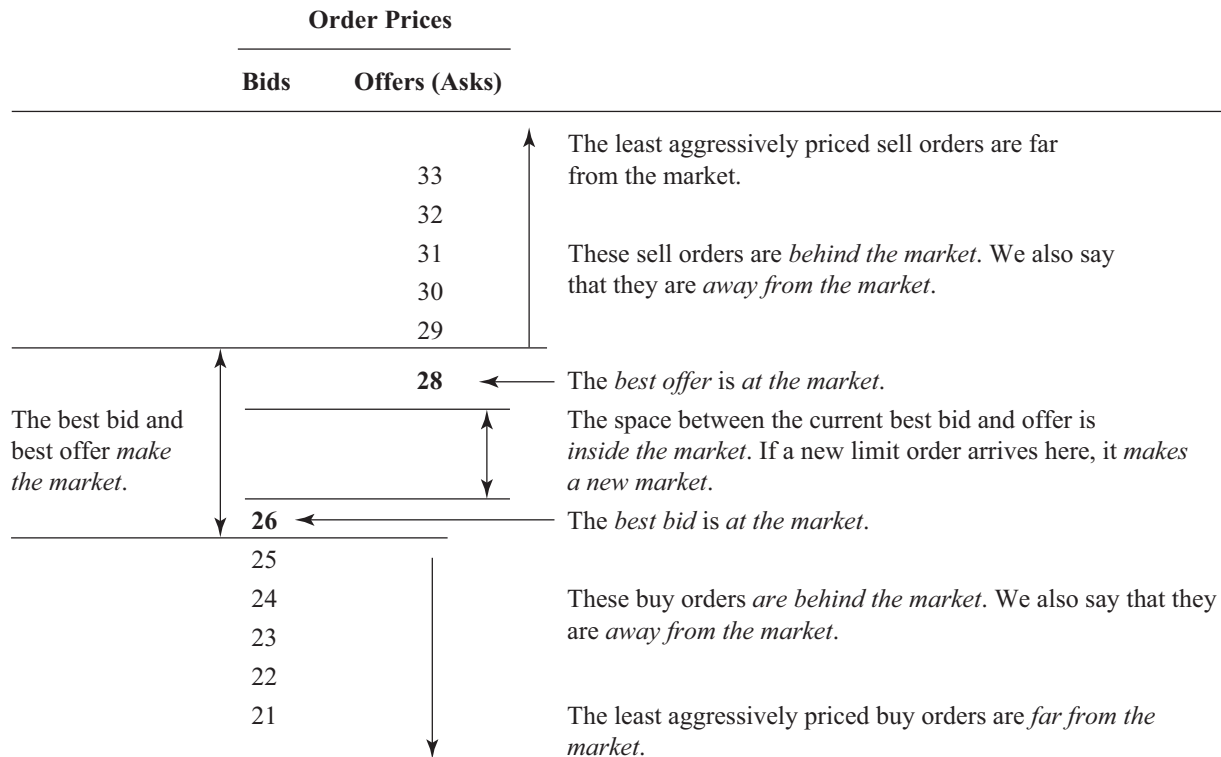 Order Prices
Bids Offers (Asks)
The least aggressively priced sell orders are far
from the market.
33
32
31
These sell orders are behind the market. We also say
that they are away from the market.
30
29
28
The best offer is at the market.
The best bid and
best offer make
the market.
The space between the current best bid and offer is
inside the market. If a new limit order arrives here, it makes
a new market.
26
The best bid is at the market.
25
24
These buy orders are behind the market. We also say that they
are away from the market.
23
22
21
The least aggressively priced buy orders are far from the
market.